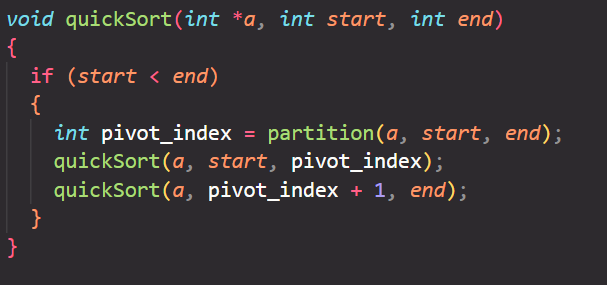 void quickSort(int *a, int start, int end)
{
if (start < end)
{
int pivot_index = partition(a, start, end);
quickSort(a, start, pivot_index);
quickSort(a, pivot_index + 1, end);
}
}